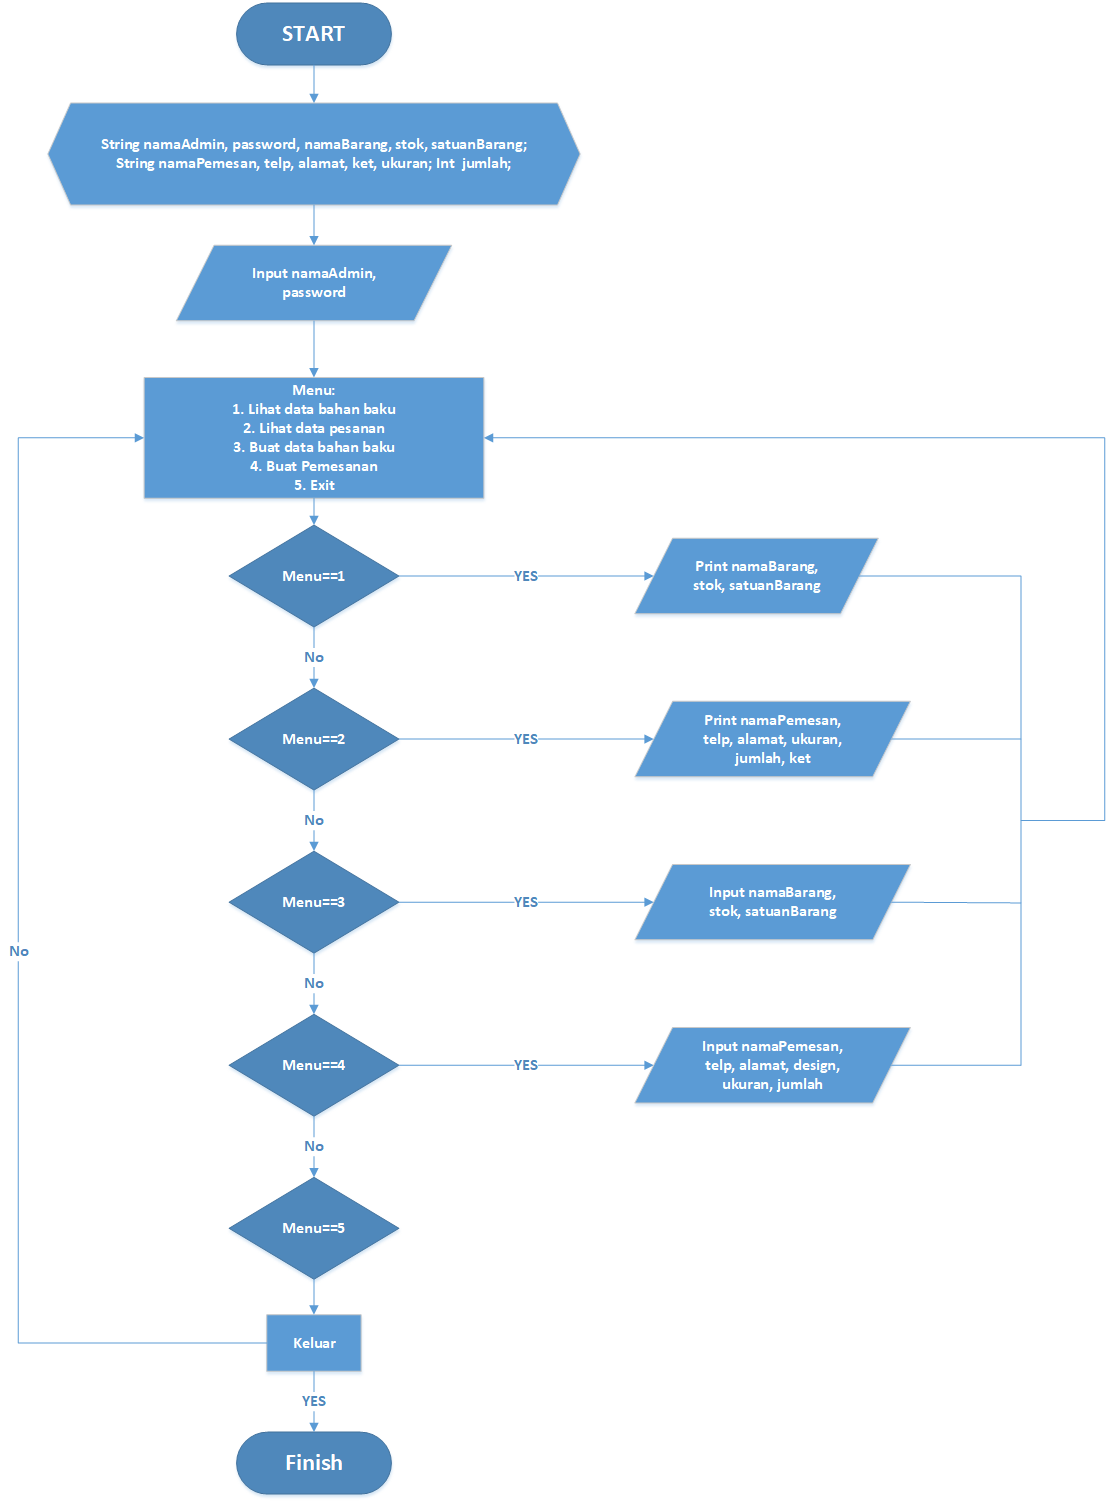 START
String namaAdmin, password, namaBarang, stok, satuanBarang;
String namaPemesan, telp, alamat, ket, ukuran; Int  jumlah;
Input namaAdmin,
password
Menu:
1. Lihat data bahan baku
2. Lihat data pesanan
3. Buat data bahan baku
4. Buat Pemesanan
5. Exit
Menu==1
YES
Print namaBarang,
stok, satuanBarang
No
Menu==2
YES
Print namaPemesan,
telp, alamat, ukuran,
jumlah, ket
No
Menu==3
YES
Input namaBarang,
stok, satuanBarang
No
No
Menu==4
YES
Input namaPemesan,
telp, alamat, design,
ukuran, jumlah
No
Menu==5
Keluar
YES
Finish